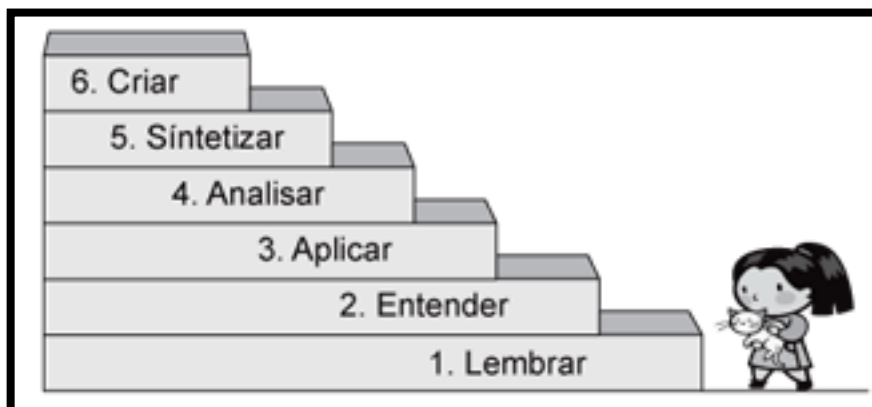 6. Criar
5. Síntetizar
4. Analisar
3. Aplicar
2. Entender
1. Lembrar